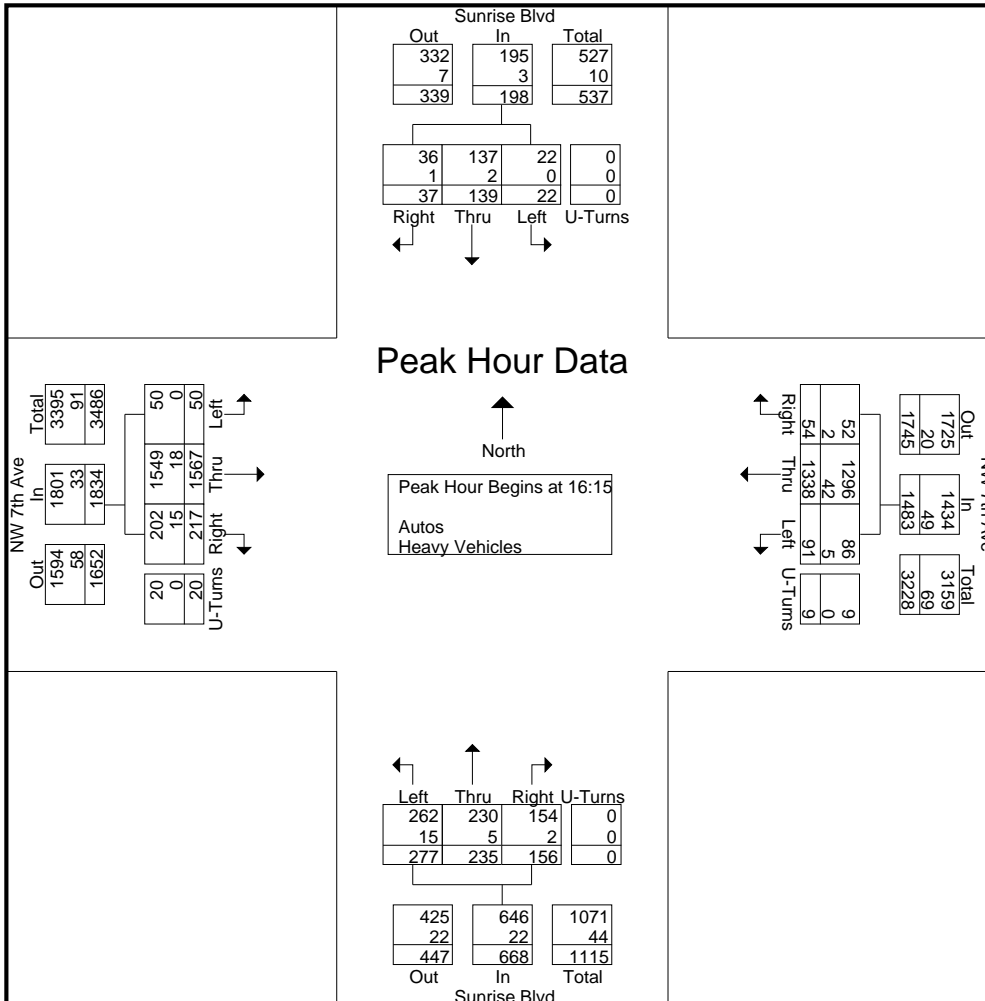 Sunrise Blvd
Out In Total
332 195 527
7 3 10
339 198 537
36 137 22 0
1 2 0 0
37 139 22 0
Right Thru Left U-Turns
Peak Hour Data
North
Peak Hour Begins at 16:15
Autos
Heavy Vehicles
NW 7th Ave
Total In Out
3395 1801 1594
91 33 58
3486 1834 1652
50 1549 202 20
0 18 15 0
50 1567 217 20
Left Thru Right U-Turns
Right Thru Left U-Turns
54 1338 91 9
2 42 5 0
52 1296 86 9
1745 1483 3228
20 49 69
1725 1434 3159
Out In Total
NW 7th Ave
Left Thru Right U-Turns
262 230 154 0
15 5 2 0
277 235 156 0
425 646 1071
22 22 44
447 668 1115
Out In Total
Sunrise Blvd